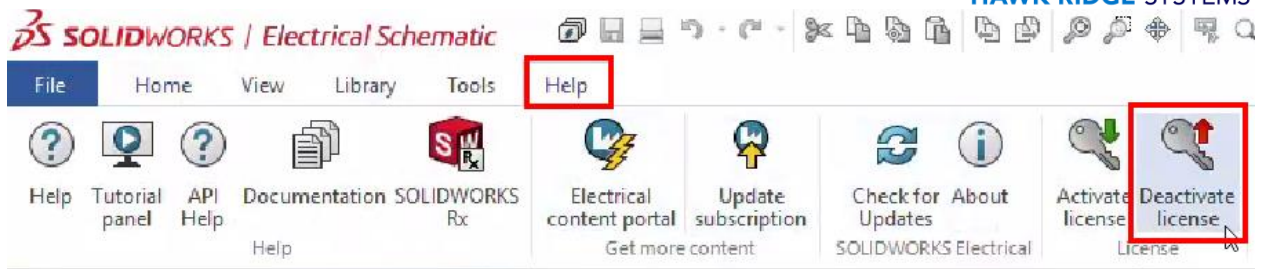 HAWK RIDGE SYSTEMS
3S SOLIDWORKS | Electrical Schematic
File Home View Library Tools Help
Help Tutorial panel API Help Documentation SOLIDWORKS Rx Electrical content portal Update subscription Check for Updates About Activate license Deactivate license
Help Get more content SOLIDWORKS Electrical License